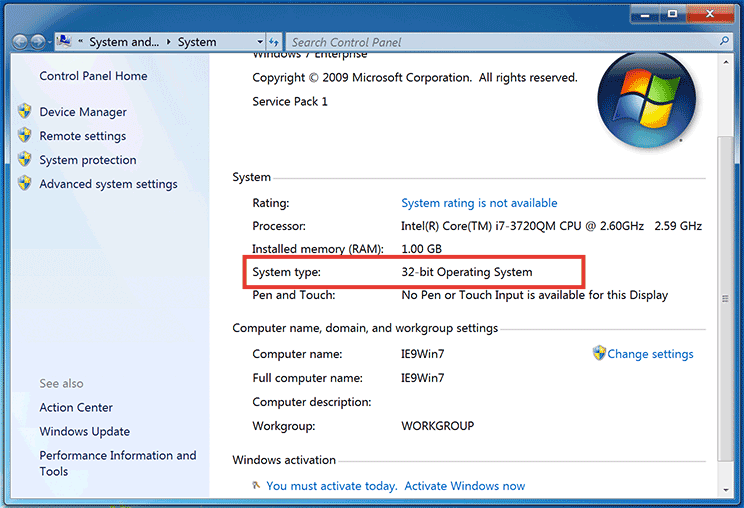 « System and... ▸ System
Search Control Panel
Control Panel Home
Device Manager
Remote settings
System protection
Advanced system settings
See also
Action Center
Windows Update
Performance Information and
Tools
Windows 7 Enterprise
Copyright © 2009 Microsoft Corporation. All rights reserved.
Service Pack 1
System
Rating: System rating is not available
Processor: Intel(R) Core(TM) i7-3720QM CPU @ 2.60GHz 2.59 GHz
Installed memory (RAM): 1.00 GB
System type: 32-bit Operating System
Pen and Touch: No Pen or Touch Input is available for this Display
Computer name, domain, and workgroup settings
Computer name: IE9Win7 Change settings
Full computer name: IE9Win7
Computer description:
Workgroup: WORKGROUP
Windows activation
You must activate today. Activate Windows now